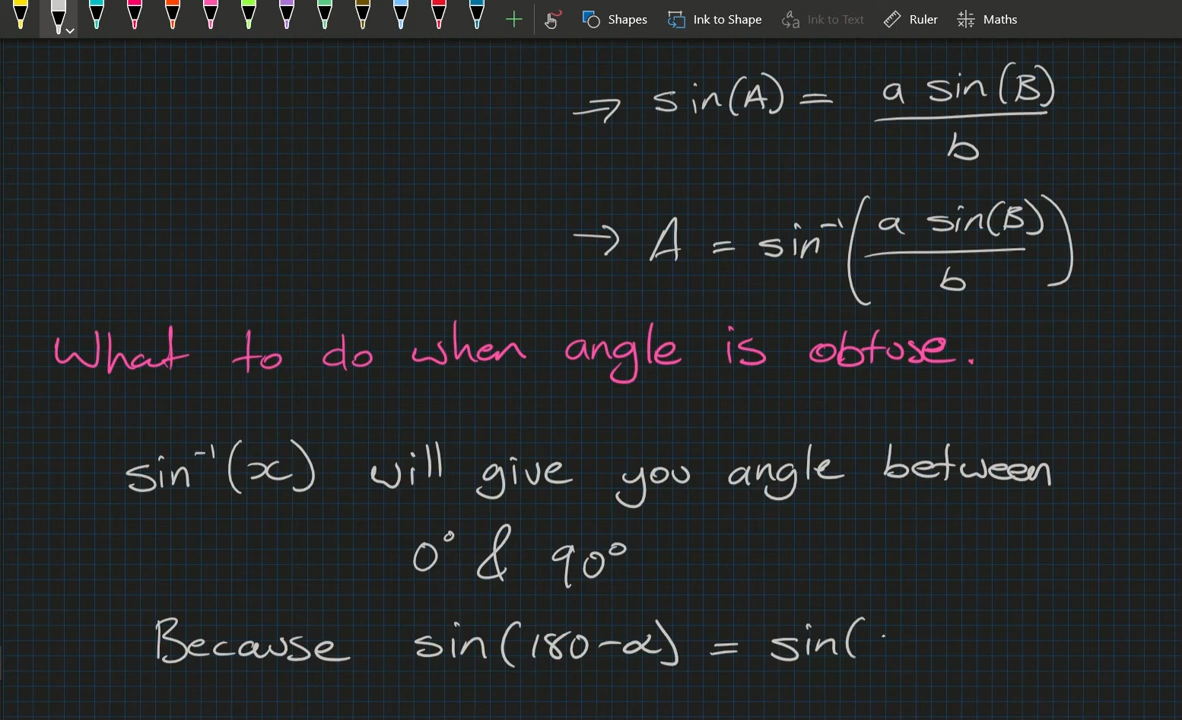 Shapes Ink to Shape Ink to Text Ruler Maths
⇒ sin(A) = a sin(B) / b
→ A = sin⁻¹(a sin(B) / b)
What to do when angle is obtuse.
sin⁻¹(x) will give you angle between
0° & 90°
Because sin(180-α) = sin(